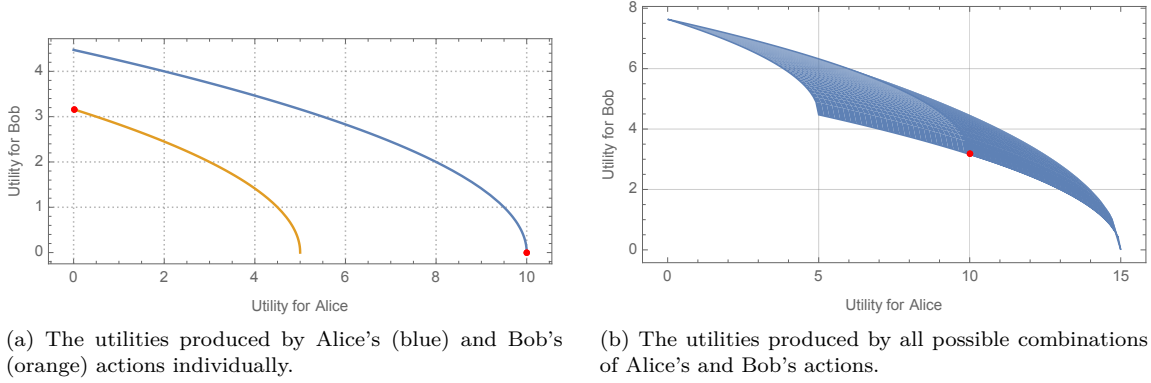 4
3
2
1
0
Utility for Bob
0 2 4 6 8 10
Utility for Alice
8
6
4
2
0
Utility for Bob
0 5 10 15
Utility for Alice
(a) The utilities produced by Alice's (blue) and Bob's
(orange) actions individually.
(b) The utilities produced by all possible combinations
of Alice's and Bob's actions.